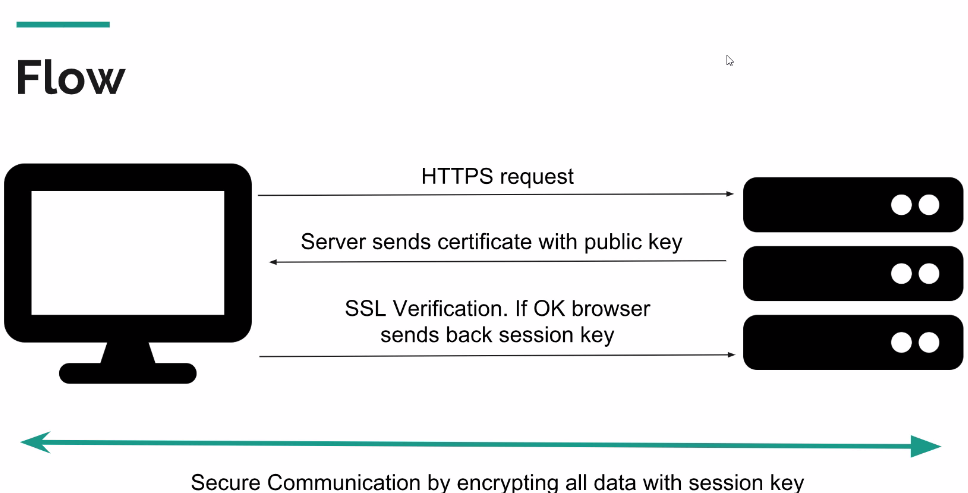 Flow
HTTPS request
Server sends certificate with public key
SSL Verification. If OK browser
sends back session key
Secure Communication by encrypting all data with session key